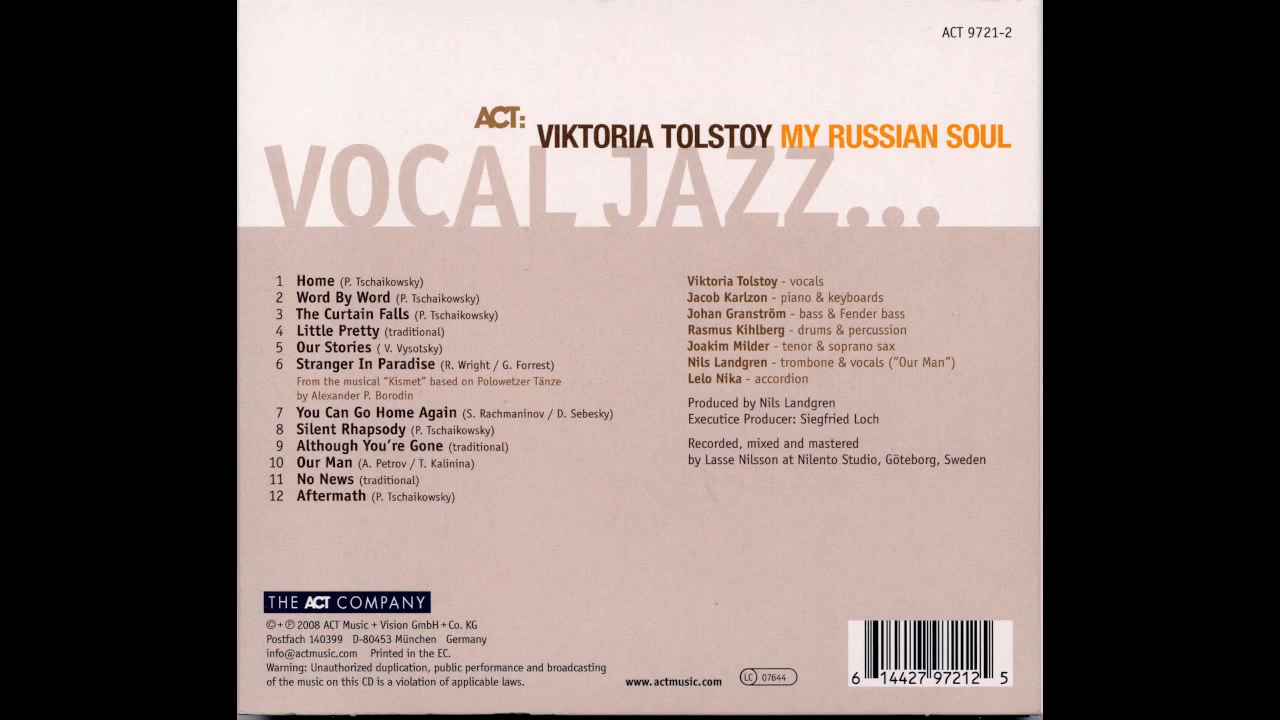 ACT 9721-2
ACT: VIKTORIA TOLSTOY MY RUSSIAN SOUL
VOCAL JAZZ...
1 Home (P. Tschaikowsky)
2 Word By Word (P. Tschaikowsky)
3 The Curtain Falls (P. Tschaikowsky)
4 Little Pretty (traditional)
5 Our Stories ( V. Vysotsky)
6 Stranger In Paradise (R. Wright / G. Forrest)
From the musical "Kismet" based on Polowetzer Tänze
by Alexander P. Borodin
7 You Can Go Home Again (S. Rachmaninov / D. Sebesky)
8 Silent Rhapsody (P. Tschaikowsky)
9 Although You're Gone (traditional)
10 Our Man (A. Petrov / T. Kalinina)
11 No News (traditional)
12 Aftermath (P. Tschaikowsky)
Viktoria Tolstoy - vocals
Jacob Karlzon - piano & keyboards
Johan Granström - bass & Fender bass
Rasmus Kihlberg - drums & percussion
Joakim Milder - tenor & soprano sax
Nils Landgren - trombone & vocals ("Our Man")
Lelo Nika - accordion
Produced by Nils Landgren
Executice Producer: Siegfried Loch
Recorded, mixed and mastered
by Lasse Nilsson at Nilento Studio, Göteborg, Sweden
THE ACT COMPANY
©+℗ 2008 ACT Music + Vision GmbH + Co. KG
Postfach 140399 D-80453 München Germany
info@actmusic.com Printed in the EC.
Warning: Unauthorized duplication, public performance and broadcasting
of the music on this CD is a violation of applicable laws.
www.actmusic.com
LC 07644
6 14427 97212 5